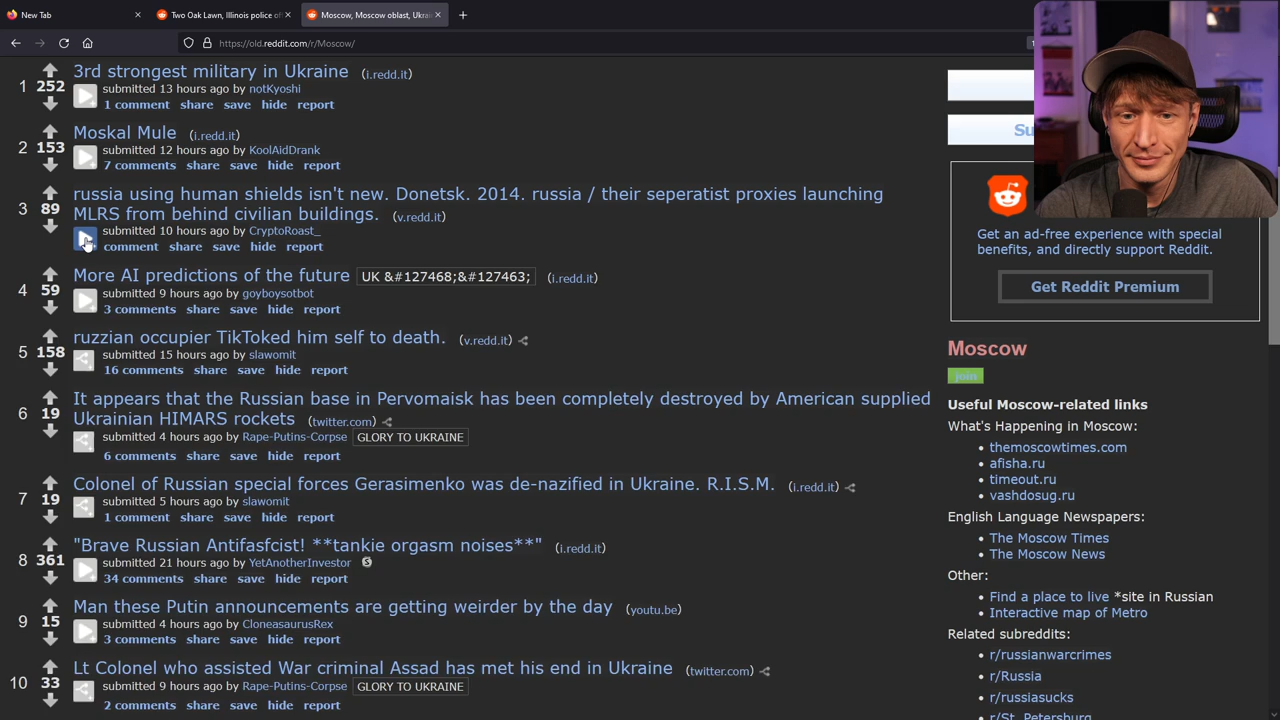 New Tab
Two Oak Lawn, Illinois police of
Moscow, Moscow oblast, Ukrai
https://old.reddit.com/r/Moscow/
1
252
3rd strongest military in Ukraine (i.redd.it)
submitted 13 hours ago by notKyoshi
1 comment share save hide report
2
153
Moskal Mule (i.redd.it)
submitted 12 hours ago by KoolAidDrank
7 comments share save hide report
3
89
russia using human shields isn't new. Donetsk. 2014. russia / their seperatist proxies launching
MLRS from behind civilian buildings. (v.redd.it)
submitted 10 hours ago by CryptoRoast_
comment share save hide report
4
59
More AI predictions of the future UK &#127468;&#127463; (i.redd.it)
submitted 9 hours ago by goyboysotbot
3 comments share save hide report
5
158
ruzzian occupier TikToked him self to death. (v.redd.it)
submitted 15 hours ago by slawomit
16 comments share save hide report
6
19
It appears that the Russian base in Pervomaisk has been completely destroyed by American supplied
Ukrainian HIMARS rockets (twitter.com)
submitted 4 hours ago by Rape-Putins-Corpse GLORY TO UKRAINE
6 comments share save hide report
7
19
Colonel of Russian special forces Gerasimenko was de-nazified in Ukraine. R.I.S.M. (i.redd.it)
submitted 5 hours ago by slawomit
1 comment share save hide report
8
361
"Brave Russian Antifasfcist! **tankie orgasm noises**" (i.redd.it)
submitted 21 hours ago by YetAnotherInvestor
34 comments share save hide report
9
15
Man these Putin announcements are getting weirder by the day (youtu.be)
submitted 4 hours ago by CloneasaurusRex
3 comments share save hide report
10
33
Lt Colonel who assisted War criminal Assad has met his end in Ukraine (twitter.com)
submitted 9 hours ago by Rape-Putins-Corpse GLORY TO UKRAINE
2 comments share save hide report
Su
Get an ad-free experience with special
benefits, and directly support Reddit.
Get Reddit Premium
Moscow
join
Useful Moscow-related links
What's Happening in Moscow:
themoscowtimes.com
afisha.ru
timeout.ru
vashdosug.ru
English Language Newspapers:
The Moscow Times
The Moscow News
Other:
Find a place to live *site in Russian
Interactive map of Metro
Related subreddits:
r/russianwarcrimes
r/Russia
r/russiasucks
r/St_Petersburg